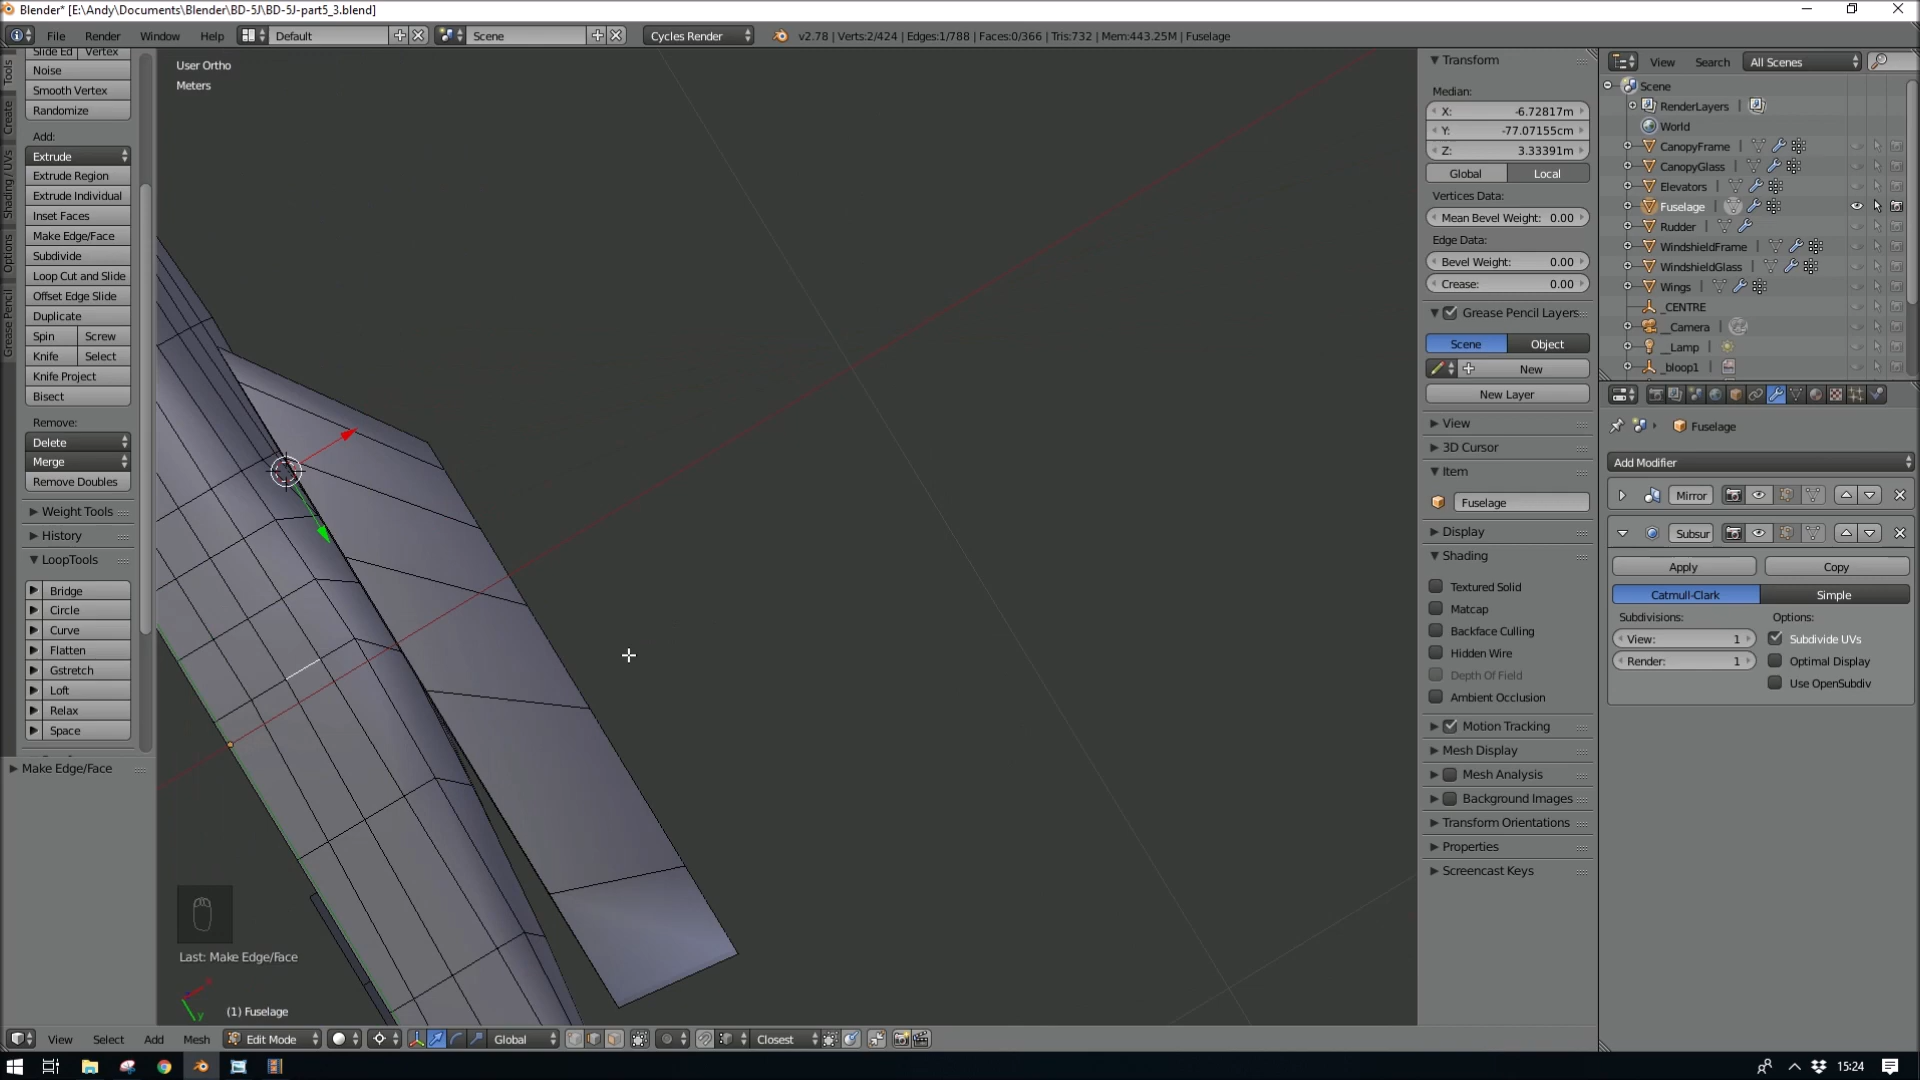 Blender* [E:\Andy\Documents\Blender\BD-5J\BD-5J-part5_3.blend]
File Render Window Help Default Scene Cycles Render v2.78 | Verts:2/424 | Edges:1/788 | Faces:0/366 | Tris:732 | Mem:443.25M | Fuselage
Tools
Create
Shading / UVs
Options
Grease Pencil
Slide Ed Vertex
Noise
Smooth Vertex
Randomize
Add:
Extrude
Extrude Region
Extrude Individual
Inset Faces
Make Edge/Face
Subdivide
Loop Cut and Slide
Offset Edge Slide
Duplicate
Spin Screw
Knife Select
Knife Project
Bisect
Remove:
Delete
Merge
Remove Doubles
Weight Tools
History
LoopTools
Bridge
Circle
Curve
Flatten
Gstretch
Loft
Relax
Space
Make Edge/Face
User Ortho
Meters
Last: Make Edge/Face
y
(1) Fuselage
Transform
Median:
X: -6.72817m
Y: -77.07155cm
Z: 3.33391m
Global Local
Vertices Data:
Mean Bevel Weight: 0.00
Edge Data:
Bevel Weight: 0.00
Crease: 0.00
Grease Pencil Layers
Scene Object
New
New Layer
View
3D Cursor
Item
Fuselage
Display
Shading
Textured Solid
Matcap
Backface Culling
Hidden Wire
Depth Of Field
Ambient Occlusion
Motion Tracking
Mesh Display
Mesh Analysis
Background Images
Transform Orientations
Properties
Screencast Keys
View Search All Scenes
Scene
RenderLayers
World
CanopyFrame
CanopyGlass
Elevators
Fuselage
Rudder
WindshieldFrame
WindshieldGlass
Wings
_CENTRE
__Camera
__Lamp
_bloop1
Fuselage
Add Modifier
Mirror
Subsur
Apply Copy
Catmull-Clark Simple
Subdivisions: Options:
View: 1 Subdivide UVs
Render: 1 Optimal Display
Use OpenSubdiv
View Select Add Mesh Edit Mode Global Closest
15:24